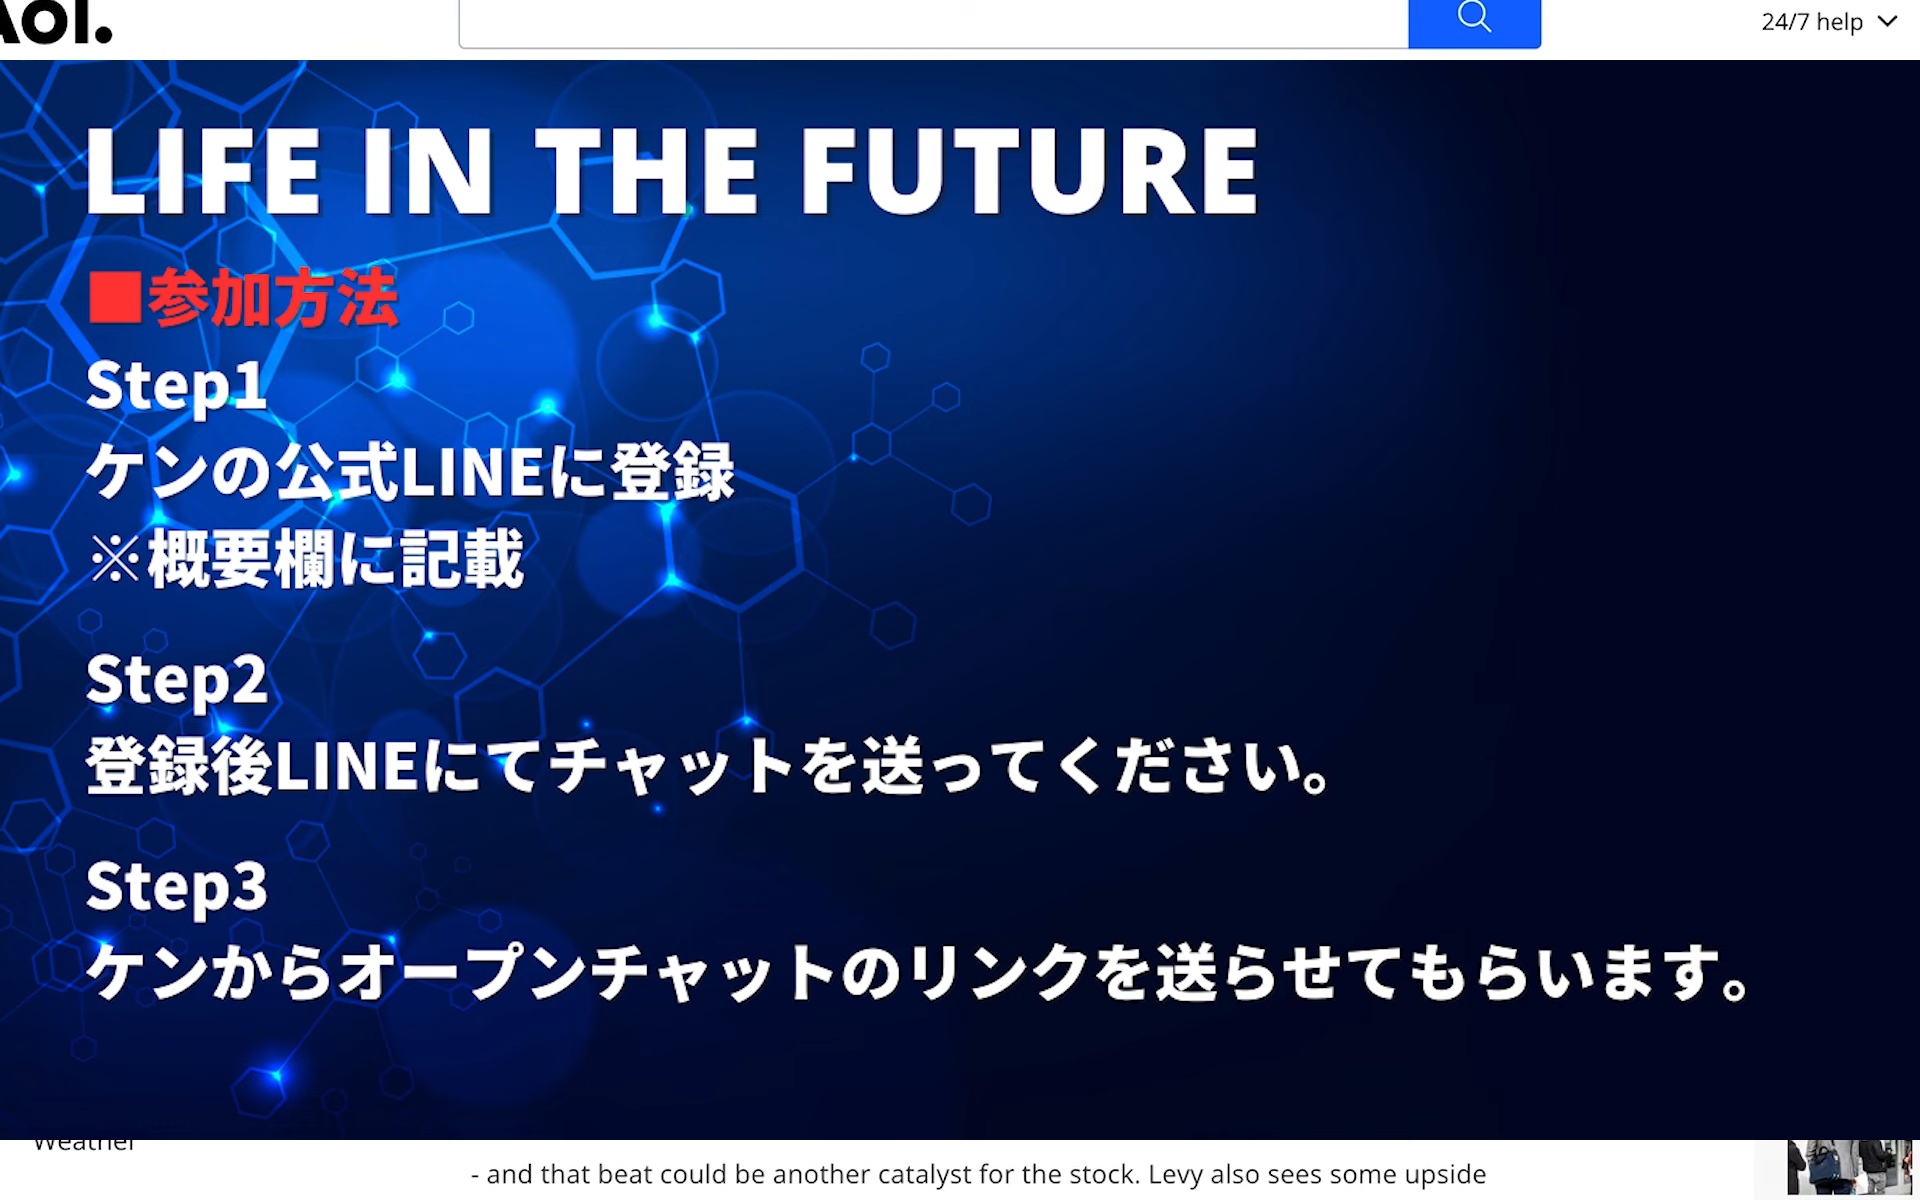 Aol.
24/7 help
LIFE IN THE FUTURE
■参加方法
Step1
ケンの公式LINEに登録
※概要欄に記載
Step2
登録後LINEにてチャットを送ってください。
Step3
ケンからオープンチャットのリンクを送らせてもらいます。
Weather
- and that beat could be another catalyst for the stock. Levy also sees some upside